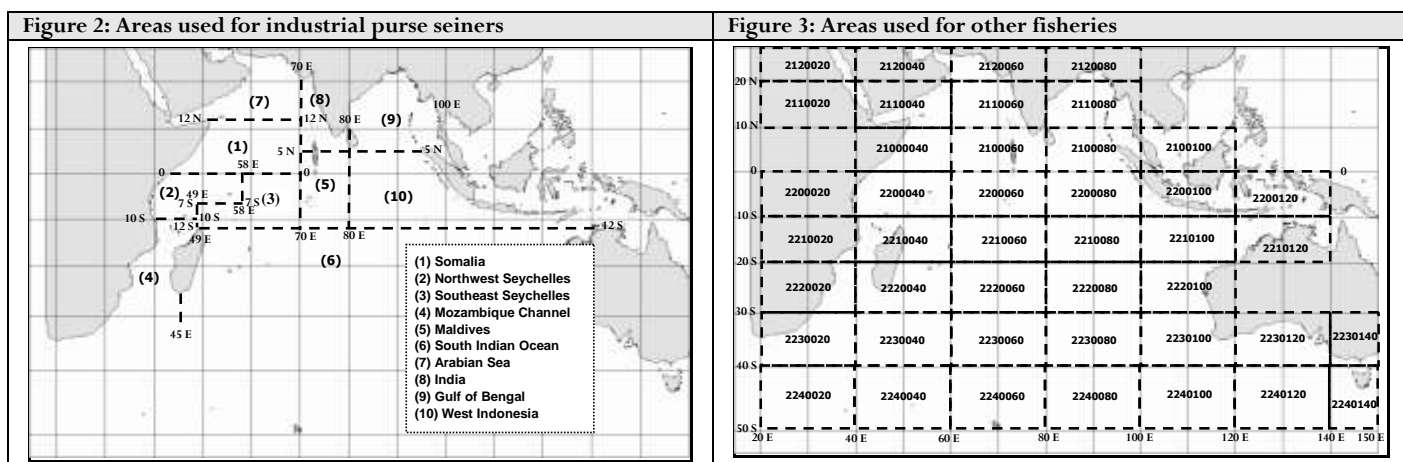 Figure 2: Areas used for industrial purse seiners
70 E
(7)
(8)
100 E
12 N
12 N
80 E
(9)
(1)
5 N
5 N
58 E
0
0
(5)
(2)
49 E
(3)
(10)
7 S
7 S
58 E
10 S
10 S
12 S
12 S
49 E
70 E
80 E
(6)
(4)
45 E
(1) Somalia
(2) Northwest Seychelles
(3) Southeast Seychelles
(4) Mozambique Channel
(5) Maldives
(6) South Indian Ocean
(7) Arabian Sea
(8) India
(9) Gulf of Bengal
(10) West Indonesia
Figure 3: Areas used for other fisheries
2120020 2120040 2120060 2120080
20 N
2110020 2110040 2110060 2110080
10 N
21000040 2100060 2100080 2100100
0 0
2200020 2200040 2200060 2200080 2200100 2200120
10 S
2210020 2210040 2210060 2210080 2210100 2210120
20 S
2220020 2220040 2220060 2220080 2220100
30 S
2230020 2230040 2230060 2230080 2230100 2230120 2230140
40 S
2240020 2240040 2240060 2240080 2240100 2240120 2240140
50 S
20 E 40 E 60 E 80 E 100 E 120 E 140 E 150 E